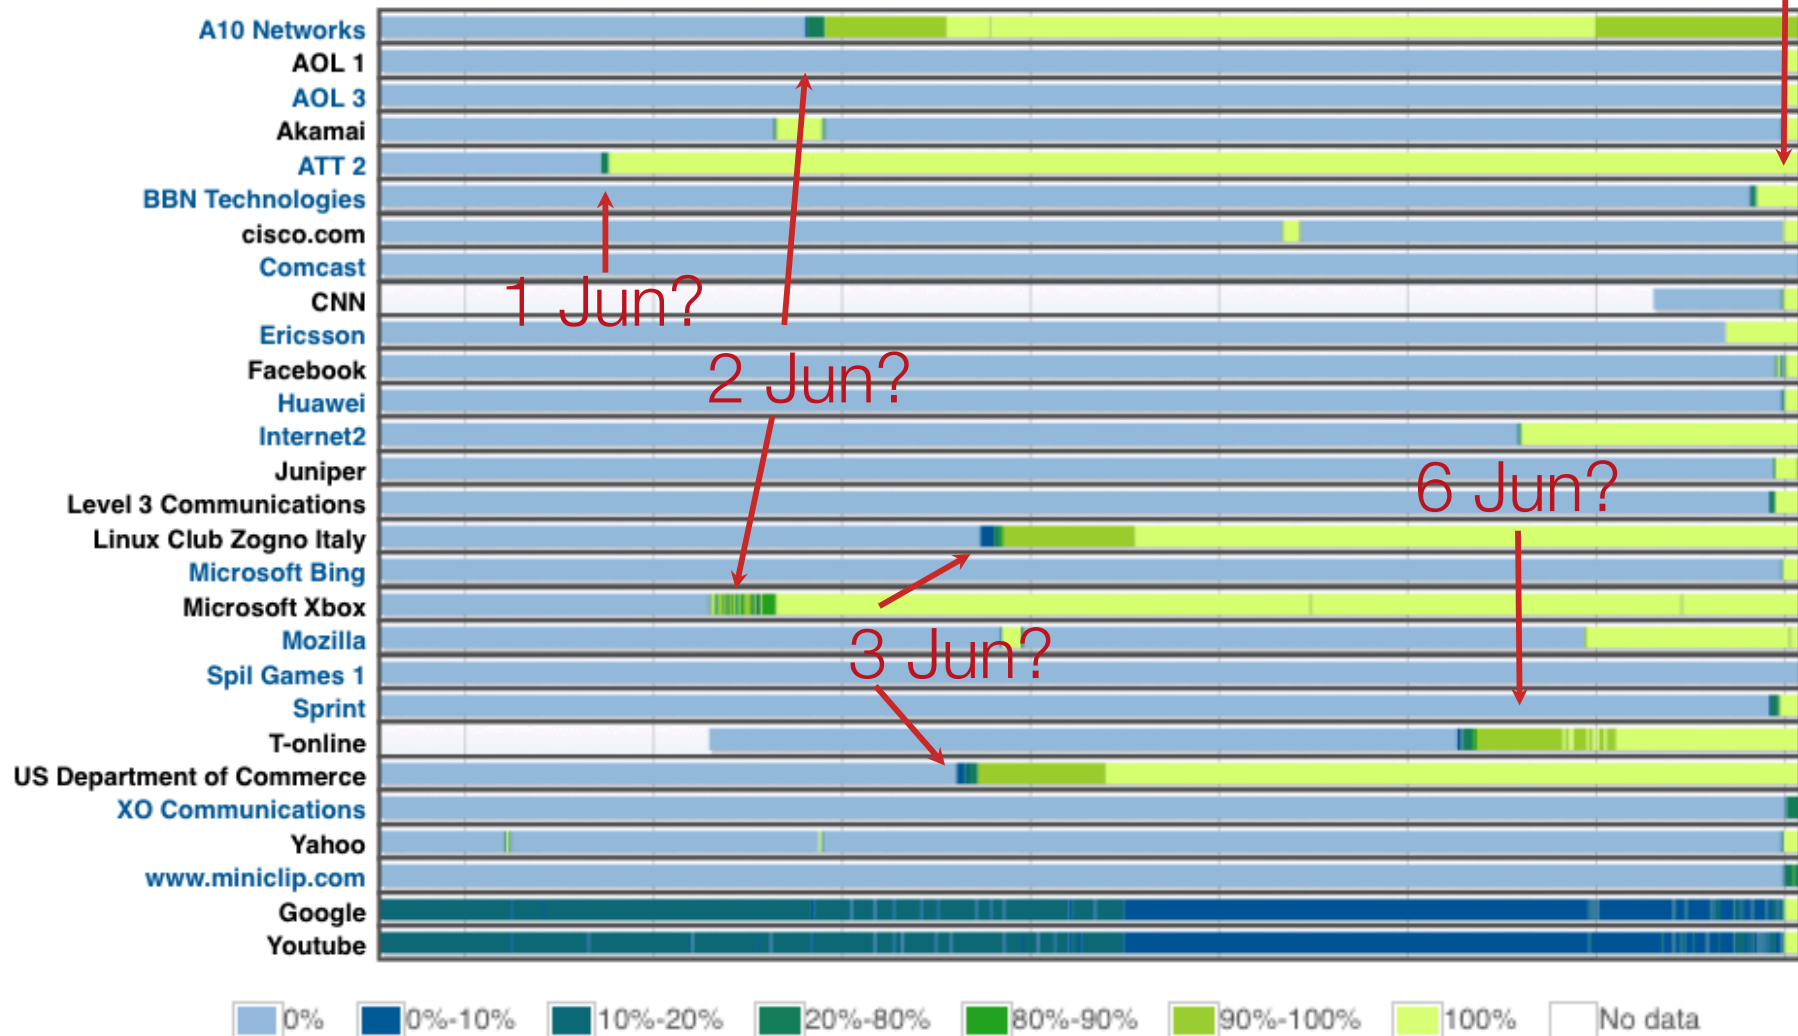 A10 Networks
AOL 1
AOL 3
Akamai
ATT 2
BBN Technologies
cisco.com
Comcast
1 Jun?
CNN
Ericsson
Facebook
2 Jun?
Huawei
Internet2
Juniper
6 Jun?
Level 3 Communications
Linux Club Zogno Italy
Microsoft Bing
Microsoft Xbox
Mozilla
3 Jun?
Spil Games 1
Sprint
T-online
US Department of Commerce
XO Communications
Yahoo
www.miniclip.com
Google
Youtube
0% 0%-10% 10%-20% 20%-80% 80%-90% 90%-100% 100% No data